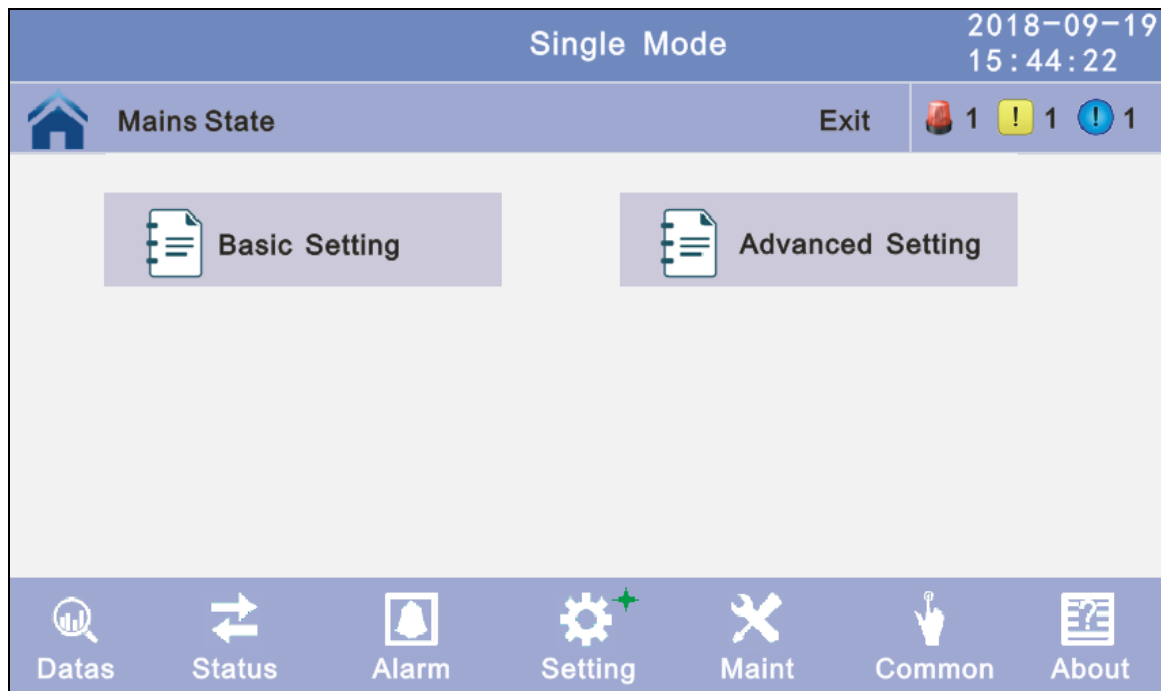 Single Mode
2018-09-19
15:44:22
Mains State
Exit
1
! 1
! 1
Basic Setting
Advanced Setting
Datas
Status
Alarm
Setting
Maint
Common
?
About